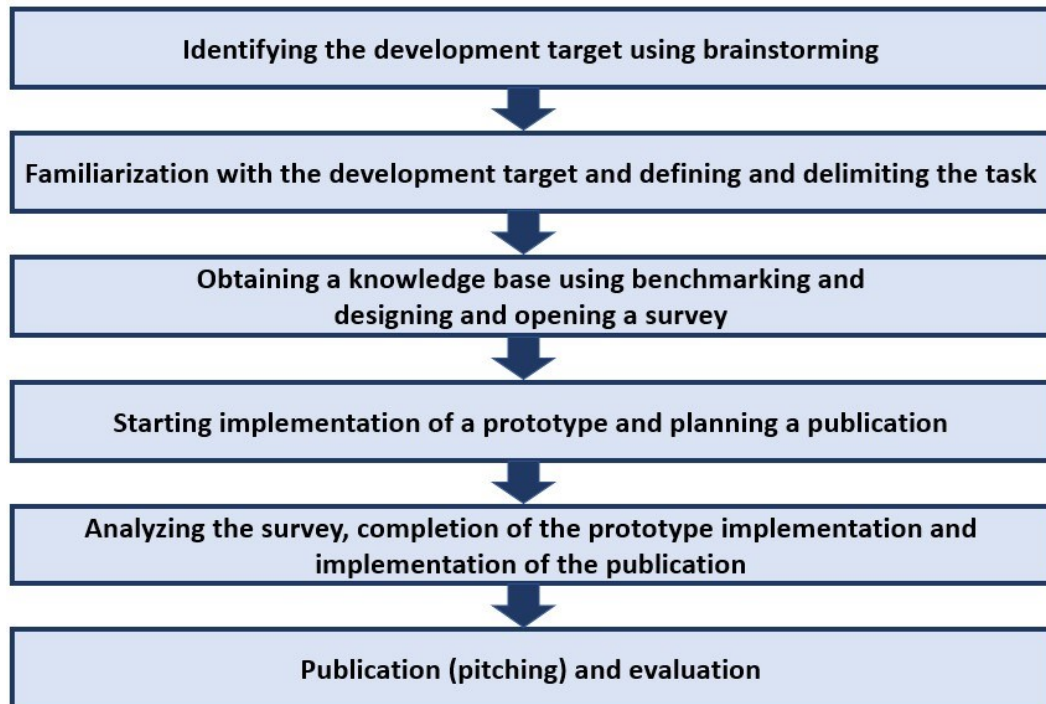 Identifying the development target using brainstorming
Familiarization with the development target and defining and delimiting the task
Obtaining a knowledge base using benchmarking and
designing and opening a survey
Starting implementation of a prototype and planning a publication
Analyzing the survey, completion of the prototype implementation and
implementation of the publication
Publication (pitching) and evaluation